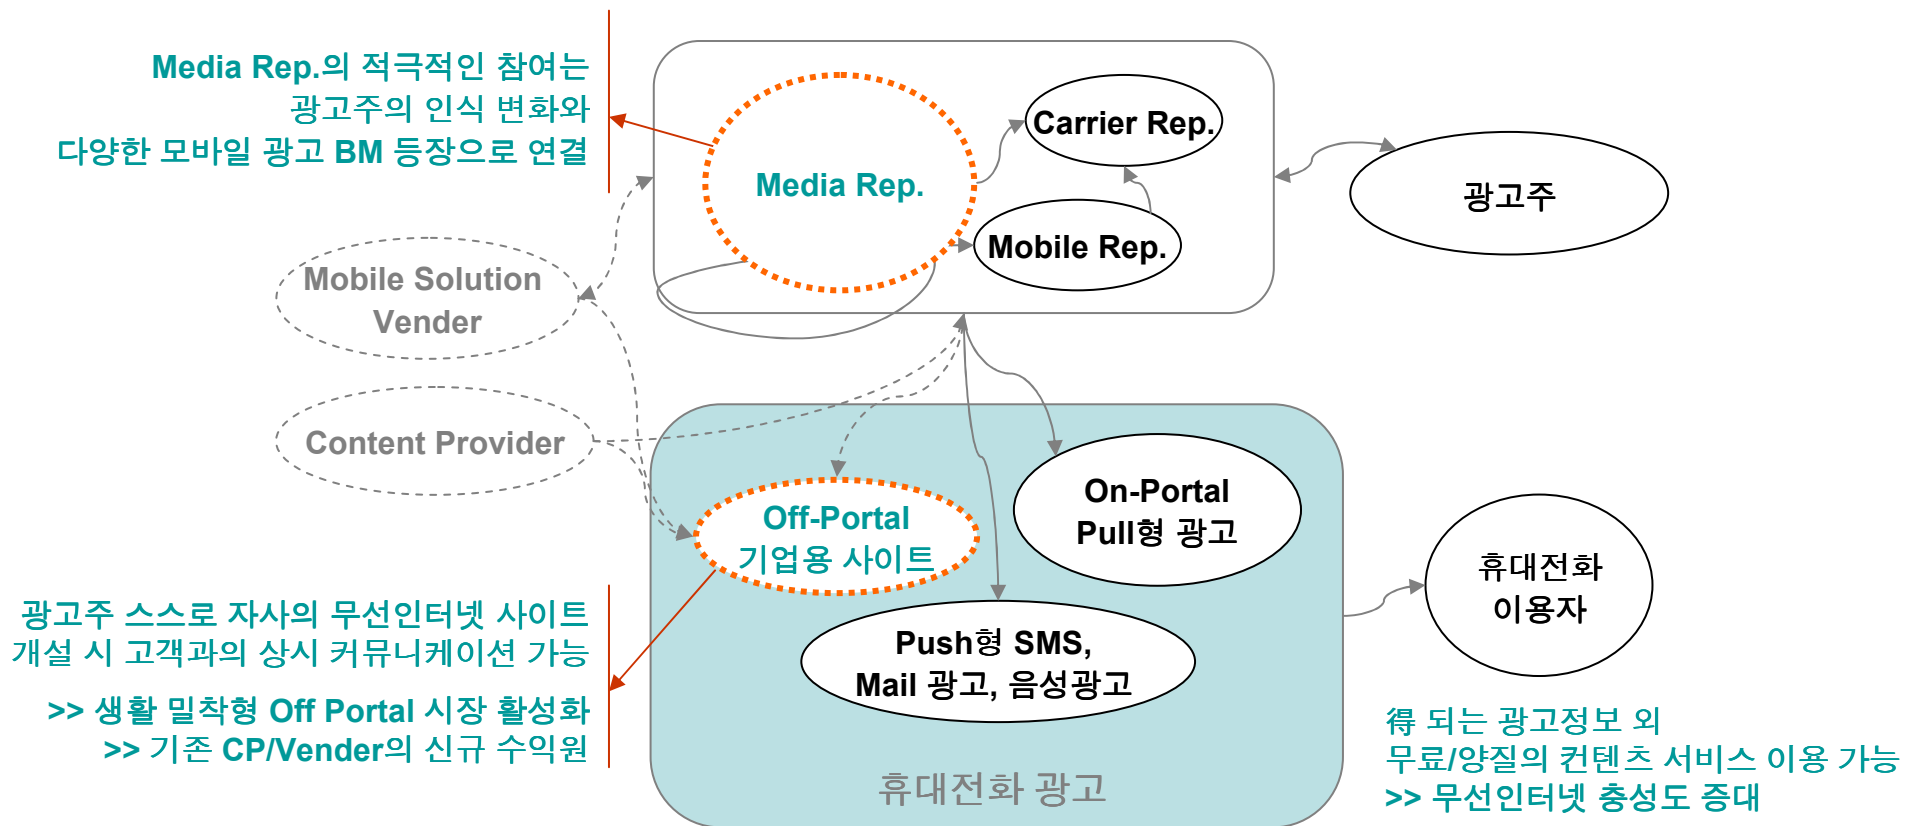 Media Rep.의 적극적인 참여는
광고주의 인식 변화와
다양한 모바일 광고 BM 등장으로 연결
Media Rep.
Carrier Rep.
Mobile Rep.
광고주
Mobile Solution
Vender
Content Provider
Off-Portal
기업용 사이트
On-Portal
Pull형 광고
Push형 SMS,
Mail 광고, 음성광고
휴대전화 광고
휴대전화
이용자
광고주 스스로 자사의 무선인터넷 사이트
개설 시 고객과의 상시 커뮤니케이션 가능
>> 생활 밀착형 Off Portal 시장 활성화
>> 기존 CP/Vender의 신규 수익원
得 되는 광고정보 외
무료/양질의 컨텐츠 서비스 이용 가능
>> 무선인터넷 충성도 증대